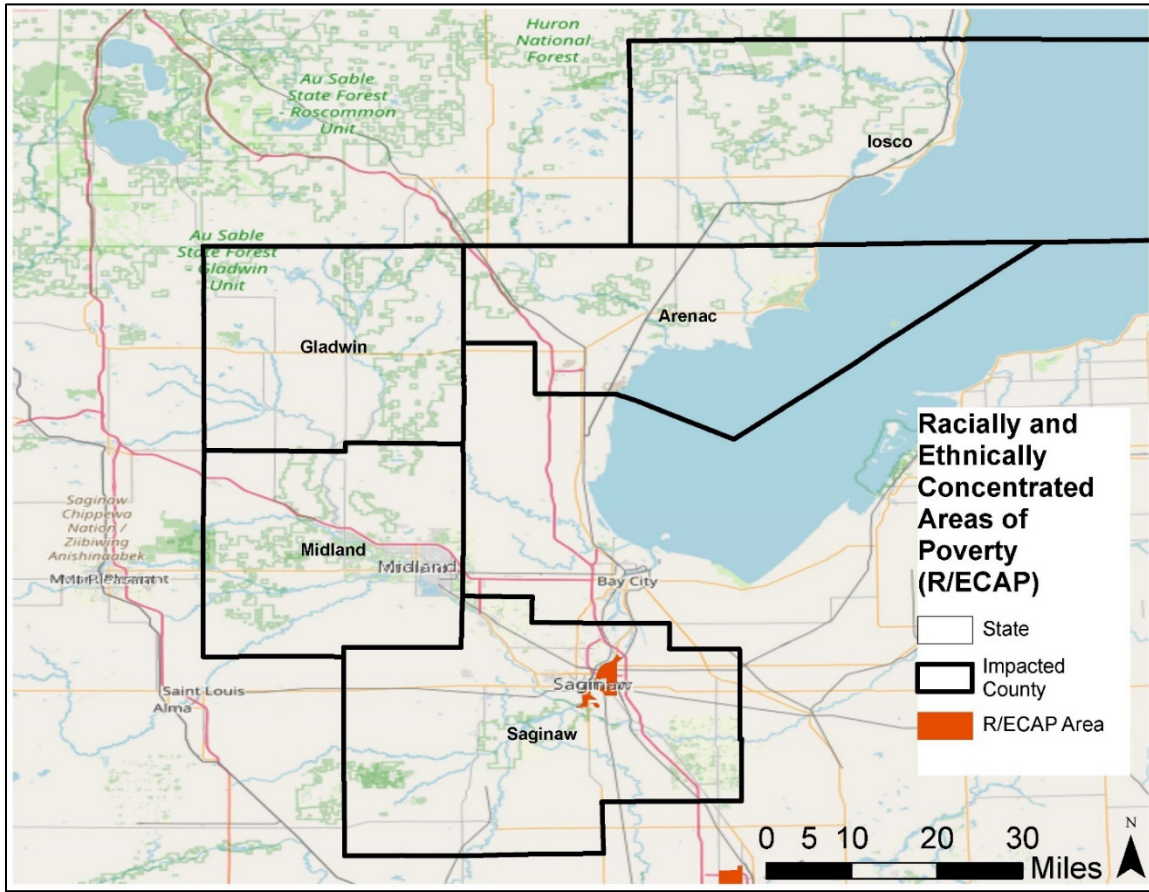 Huron
National
Forest
Au Sable
State Forest
- Roscommon
Unit
Iosco
Au Sable
State Forest
- Gladwin
Unit
Arenac
Gladwin
Saginaw
Chippewa
Nation /
Ziibiwing
Anishinaabek
Midland
Midland
Mt Pleasant
Bay City
Saint Louis
Alma
Saginaw
Saginaw
Racially and
Ethnically
Concentrated
Areas of
Poverty
(R/ECAP)
State
Impacted
County
R/ECAP Area
0 5 10 20 30
Miles
N